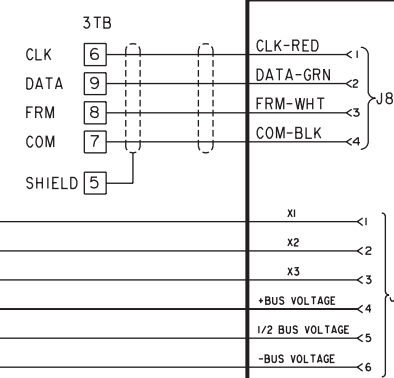 3TB
CLK 6 CLK-RED 1
DATA 9 DATA-GRN 2
FRM 8 FRM-WHT 3
COM 7 COM-BLK 4
J8
SHIELD 5
X1 1
X2 2
X3 3
+BUS VOLTAGE 4
1/2 BUS VOLTAGE 5
-BUS VOLTAGE 6